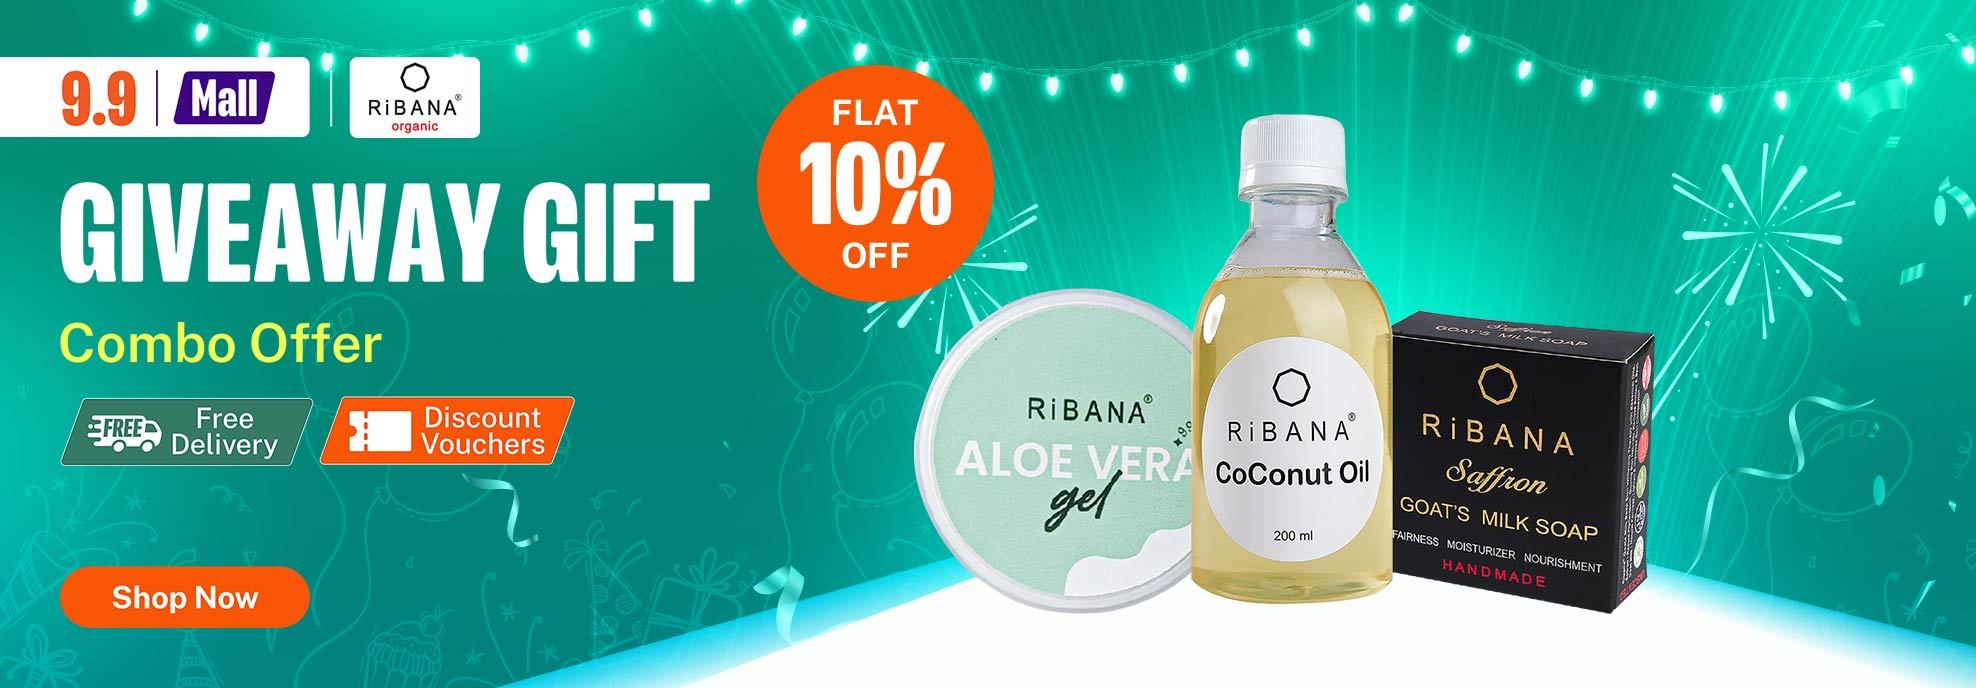 9.9
Mall
RiBANA®
organic
GIVEAWAY GIFT
Combo Offer
FREE
Free
Delivery
Discount
Vouchers
Shop Now
FLAT
10%
OFF
RiBANA®
ALOE VERA
gel
RiBANA®
CoConut Oil
200 ml
Saffron
GOAT'S MILK SOAP
RiBANA
Saffron
GOAT'S MILK SOAP
FAIRNESS MOISTURIZER NOURISHMENT
HANDMADE